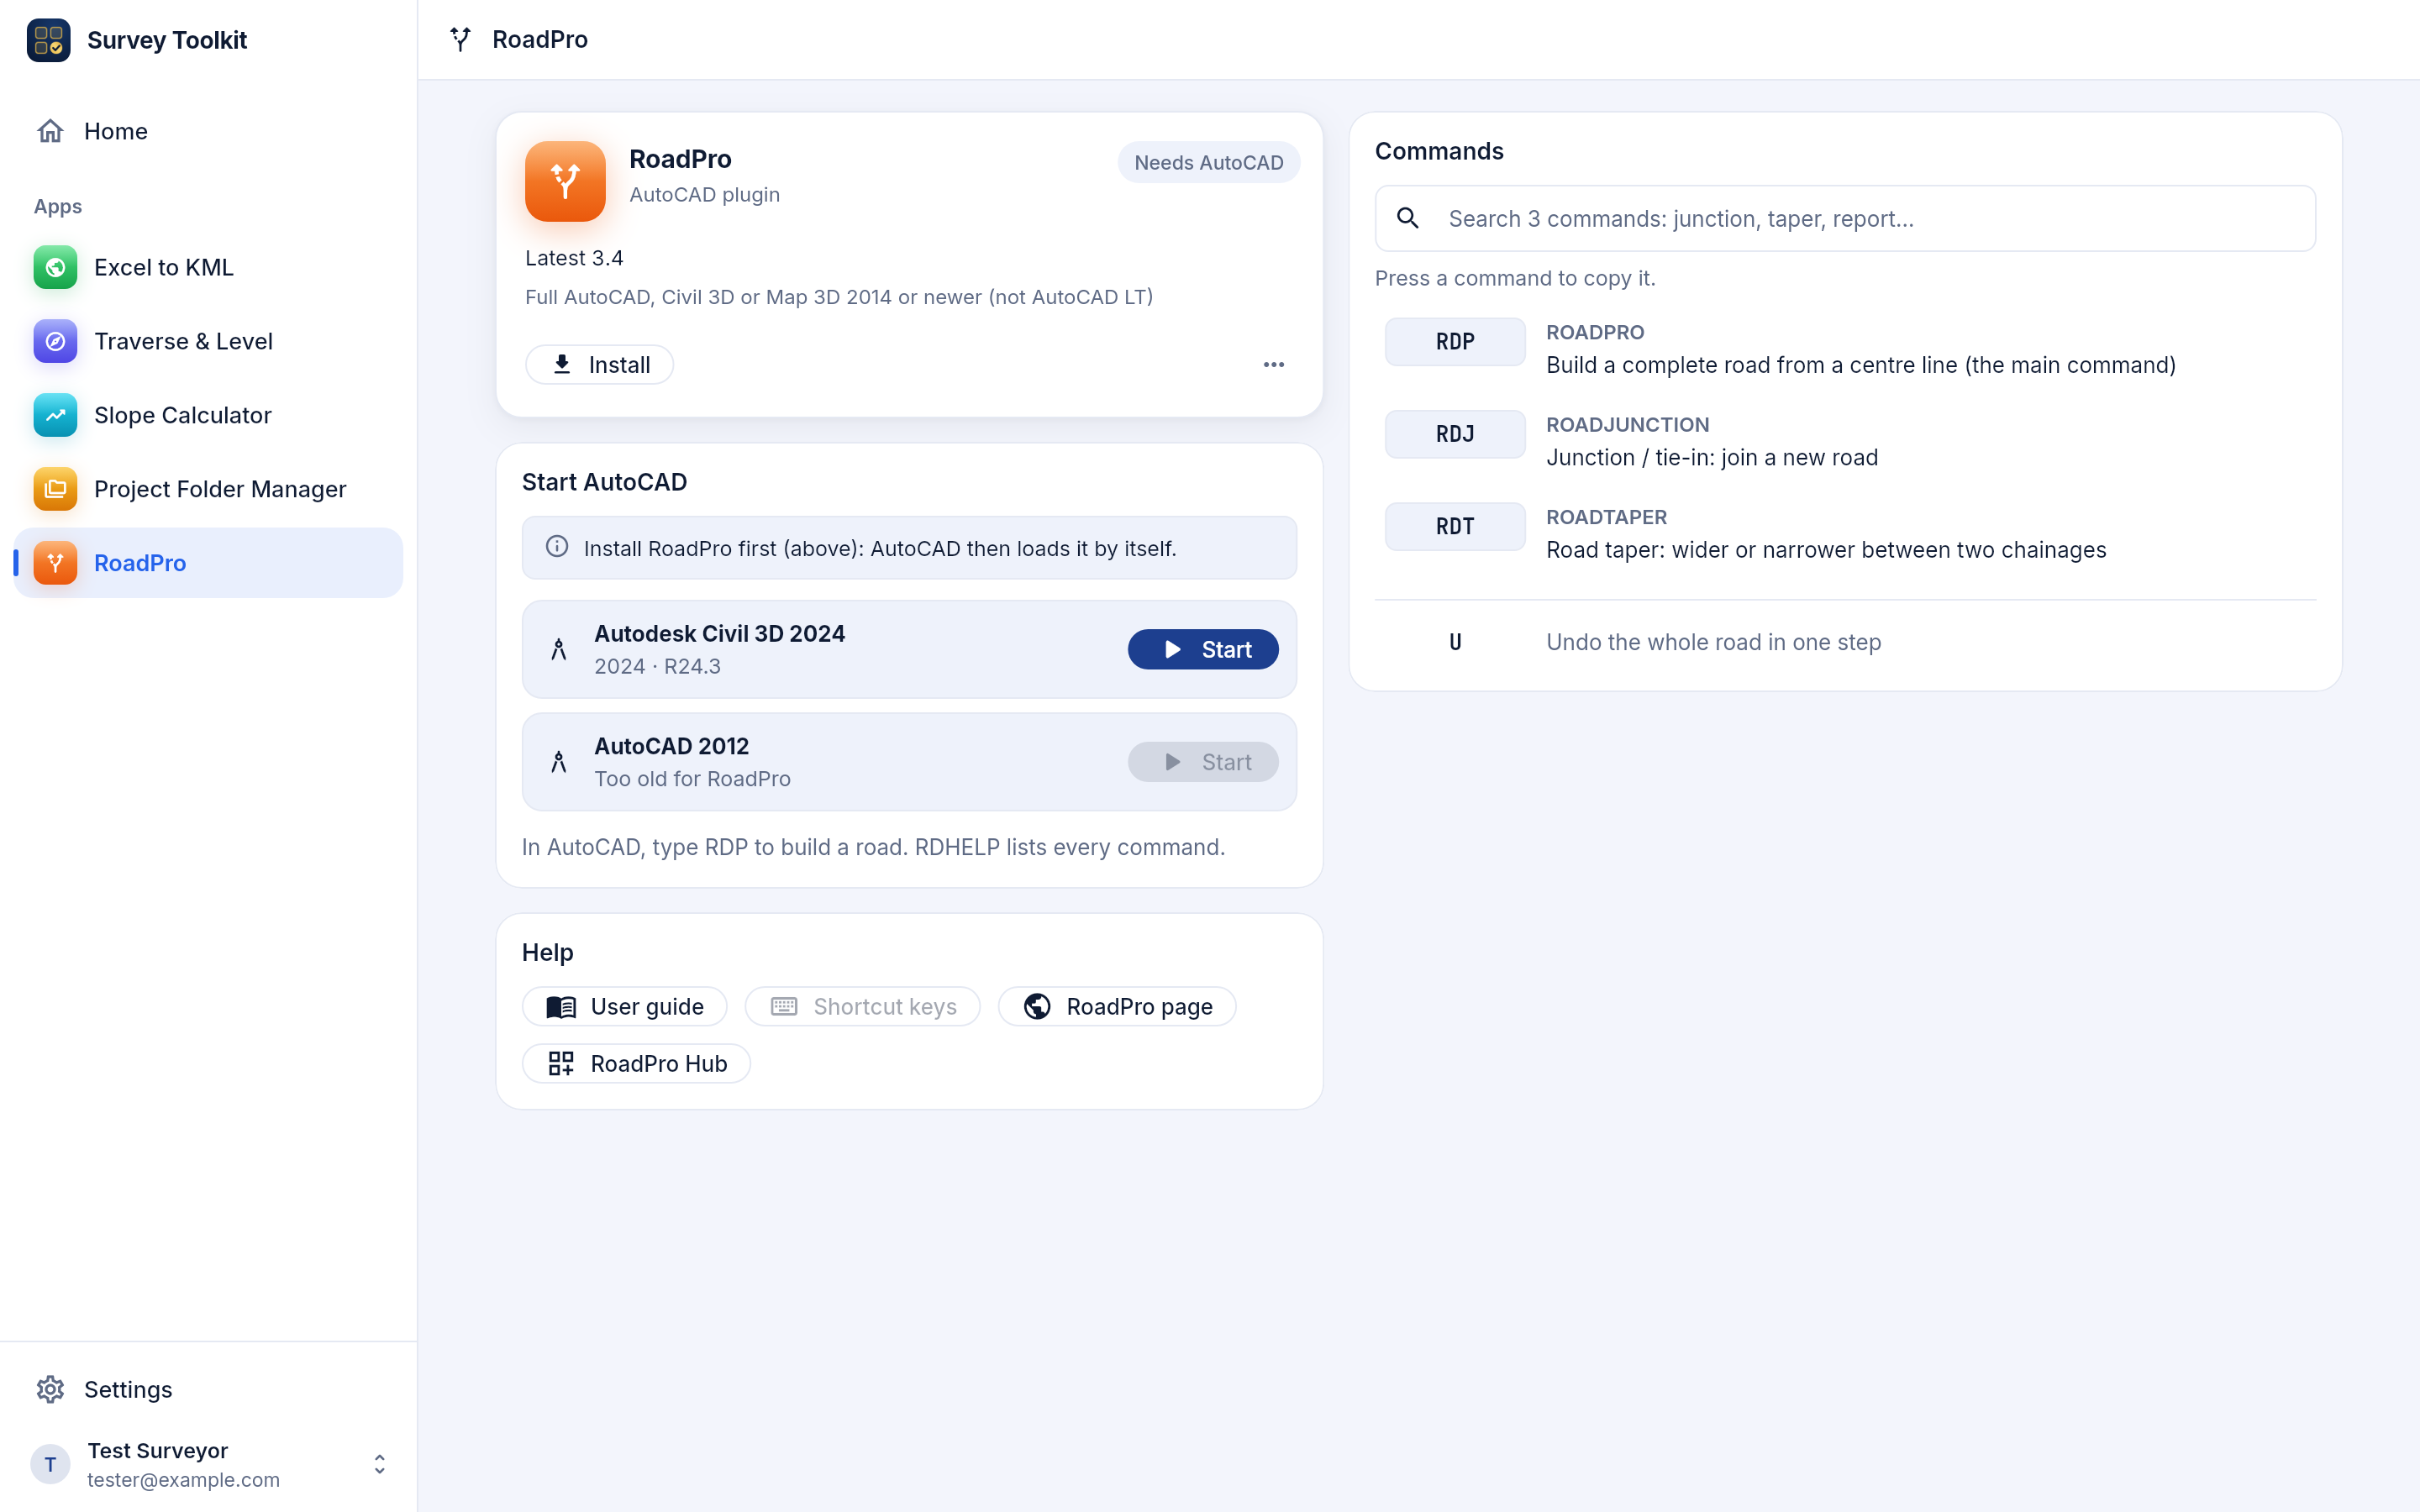 Survey Toolkit
Home
Apps
Excel to KML
Traverse & Level
Slope Calculator
Project Folder Manager
RoadPro
Settings
T
Test Surveyor
tester@example.com
RoadPro
RoadPro
AutoCAD plugin
Needs AutoCAD
Latest 3.4
Full AutoCAD, Civil 3D or Map 3D 2014 or newer (not AutoCAD LT)
Install
Start AutoCAD
Install RoadPro first (above): AutoCAD then loads it by itself.
Autodesk Civil 3D 2024
2024 · R24.3
Start
AutoCAD 2012
Too old for RoadPro
Start
In AutoCAD, type RDP to build a road. RDHELP lists every command.
Help
User guide
Shortcut keys
RoadPro page
RoadPro Hub
Commands
Search 3 commands: junction, taper, report...
Press a command to copy it.
RDP
ROADPRO
Build a complete road from a centre line (the main command)
RDJ
ROADJUNCTION
Junction / tie-in: join a new road
RDT
ROADTAPER
Road taper: wider or narrower between two chainages
U
Undo the whole road in one step